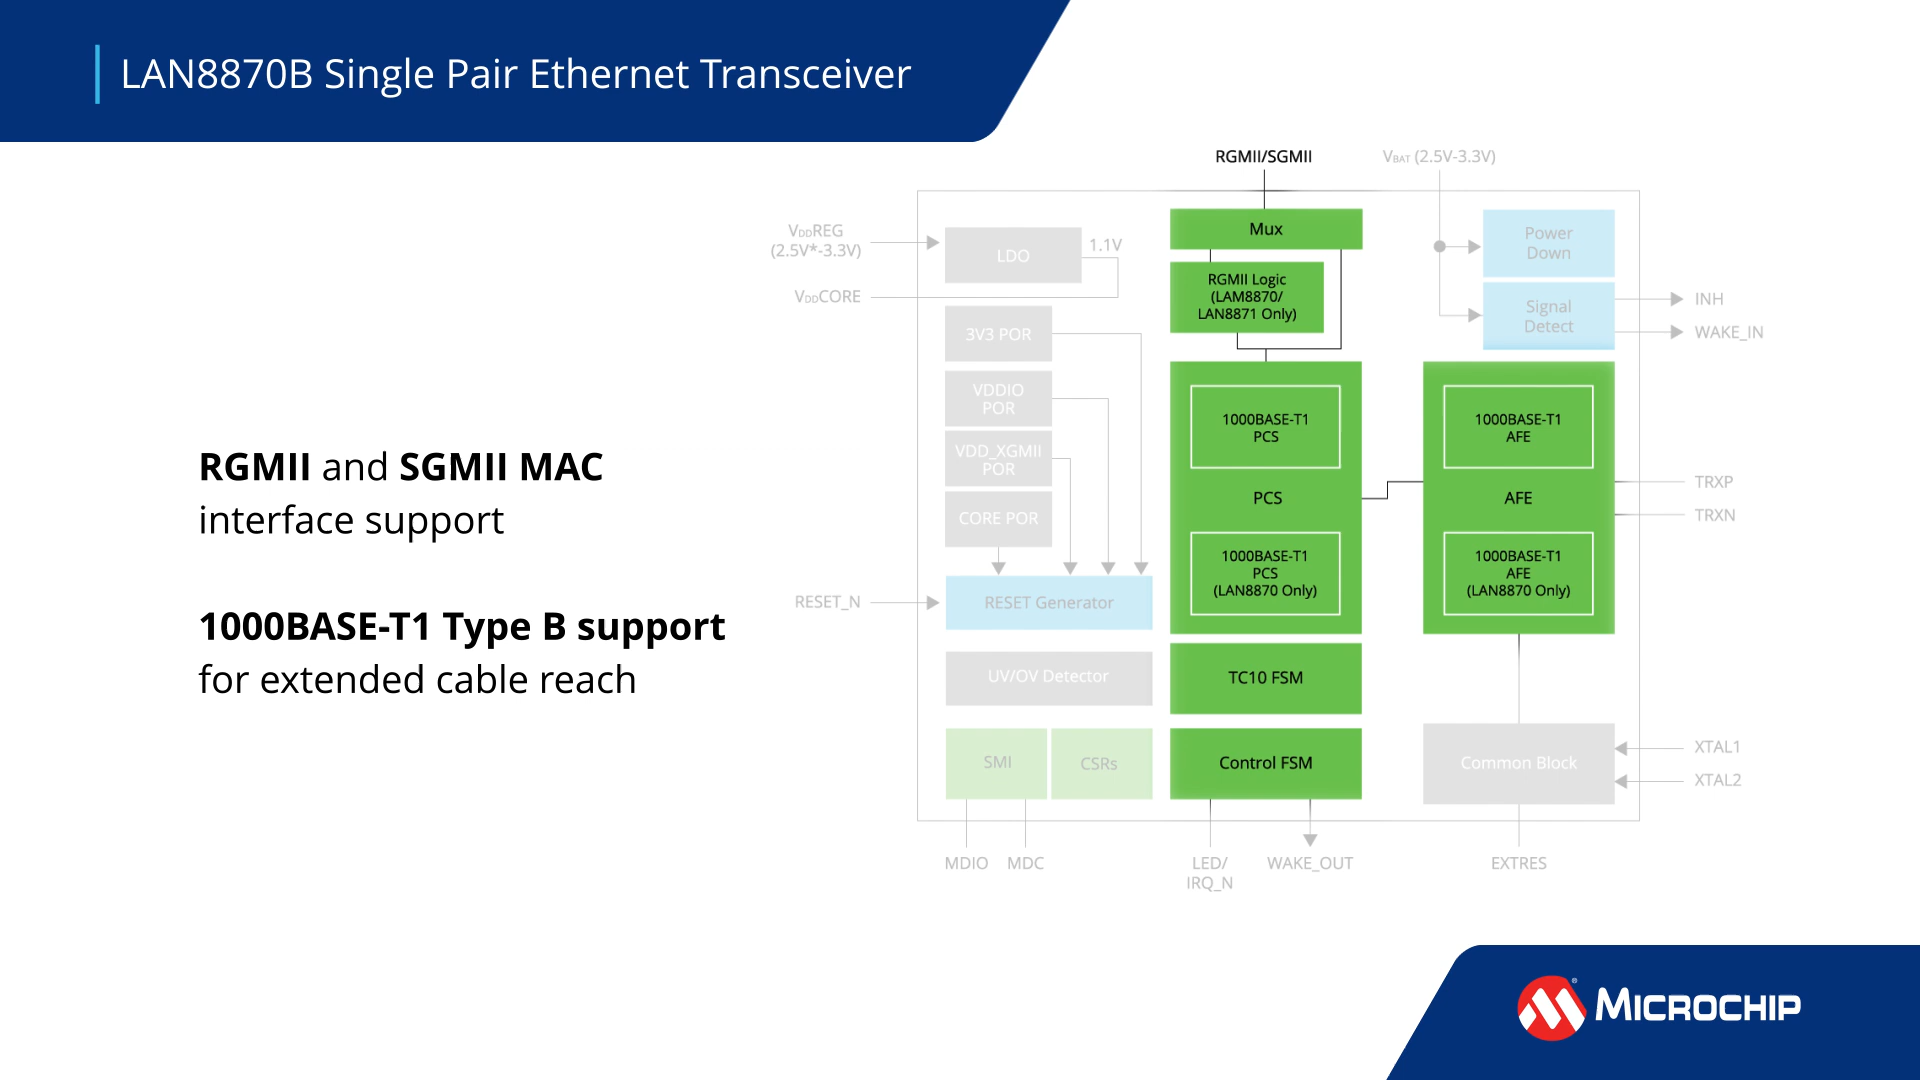 LAN8870B Single Pair Ethernet Transceiver
RGMII and SGMII MAC
interface support
1000BASE-T1 Type B support
for extended cable reach
RGMII/SGMII
VBAT (2.5V-3.3V)
VDDREG
(2.5V*-3.3V)
VDDCORE
LDO
1.1V
3V3 POR
VDDIO
POR
VDD_XGMII
POR
CORE POR
RESET_N
RESET Generator
UV/OV Detector
SMI
CSRs
MDIO
MDC
Mux
RGMII Logic
(LAM8870/
LAN8871 Only)
1000BASE-T1
PCS
PCS
1000BASE-T1
PCS
(LAN8870 Only)
TC10 FSM
Control FSM
LED/
IRQ_N
WAKE_OUT
Power
Down
Signal
Detect
INH
WAKE_IN
1000BASE-T1
AFE
AFE
1000BASE-T1
AFE
(LAN8870 Only)
TRXP
TRXN
Common Block
XTAL1
XTAL2
EXTRES
MICROCHIP